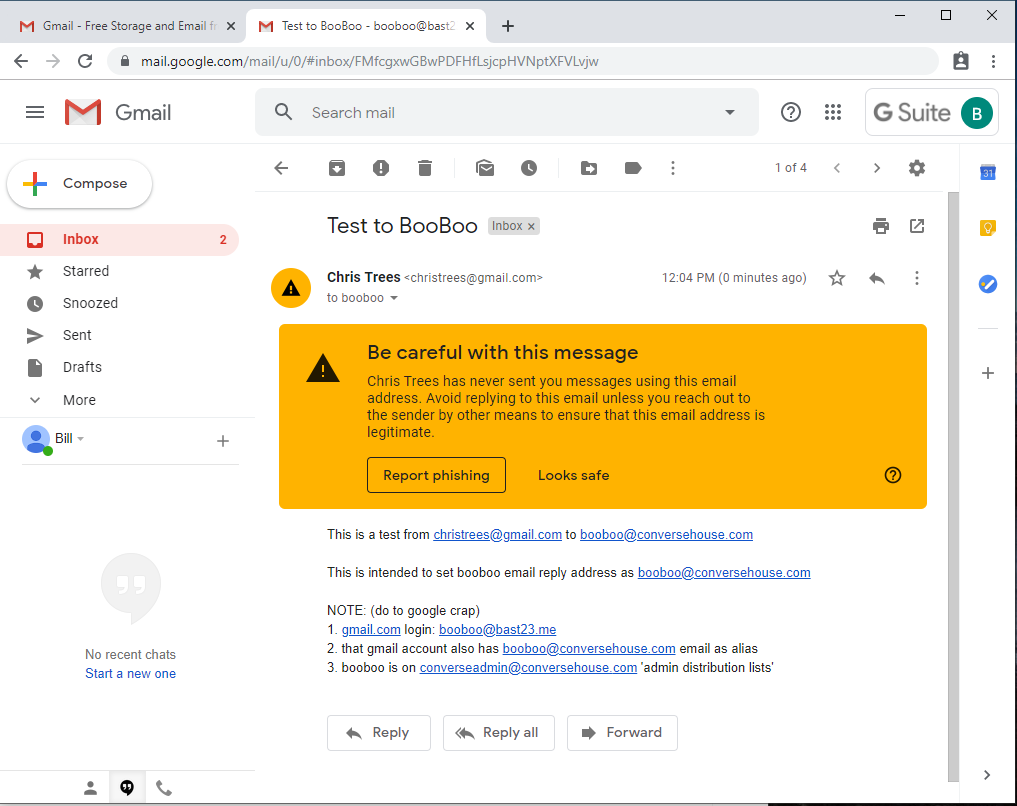 Gmail - Free Storage and Email fr
Test to BooBoo - booboo@bast23
mail.google.com/mail/u/0/#inbox/FMfcgxwGBwPDFHfLsjcpHVNptXFVLvjw
Gmail
Search mail
G Suite
B
Compose
1 of 4
31
Inbox
2
Starred
Snoozed
Sent
Drafts
More
Bill
No recent chats
Start a new one
Test to BooBoo
Inbox ×
Chris Trees <christrees@gmail.com>
12:04 PM (0 minutes ago)
to booboo
Be careful with this message
Chris Trees has never sent you messages using this email
address. Avoid replying to this email unless you reach out to
the sender by other means to ensure that this email address is
legitimate.
Report phishing
Looks safe
This is a test from christrees@gmail.com to booboo@conversehouse.com
This is intended to set booboo email reply address as booboo@conversehouse.com
NOTE: (do to google crap)
1. gmail.com login: booboo@bast23.me
2. that gmail account also has booboo@conversehouse.com email as alias
3. booboo is on converseadmin@conversehouse.com 'admin distribution lists'
Reply
Reply all
Forward